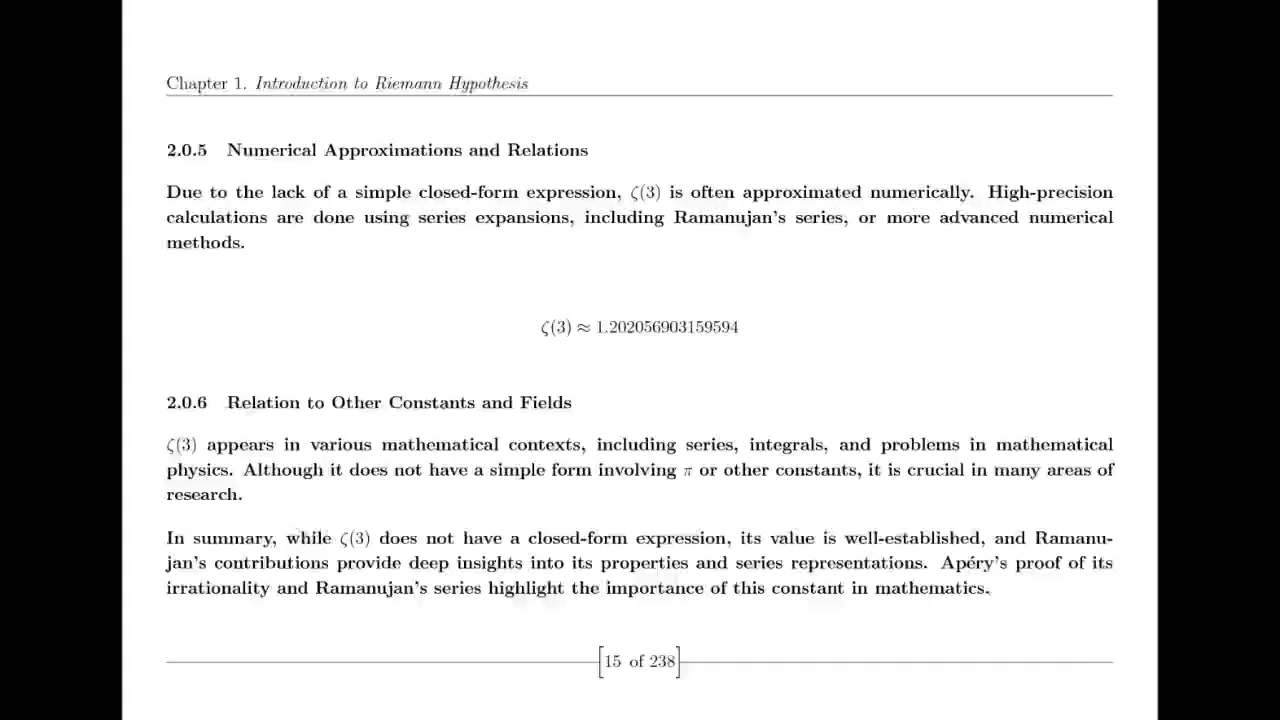 Chapter 1. Introduction to Riemann Hypothesis
2.0.5 Numerical Approximations and Relations
Due to the lack of a simple closed-form expression, ζ(3) is often approximated numerically. High-precision
calculations are done using series expansions, including Ramanujan's series, or more advanced numerical
methods.
ζ(3) ≈ 1.202056903159594
2.0.6 Relation to Other Constants and Fields
ζ(3) appears in various mathematical contexts, including series, integrals, and problems in mathematical
physics. Although it does not have a simple form involving π or other constants, it is crucial in many areas of
research.
In summary, while ζ(3) does not have a closed-form expression, its value is well-established, and Ramanu-
jan's contributions provide deep insights into its properties and series representations. Apéry's proof of its
irrationality and Ramanujan's series highlight the importance of this constant in mathematics.
[15 of 238]